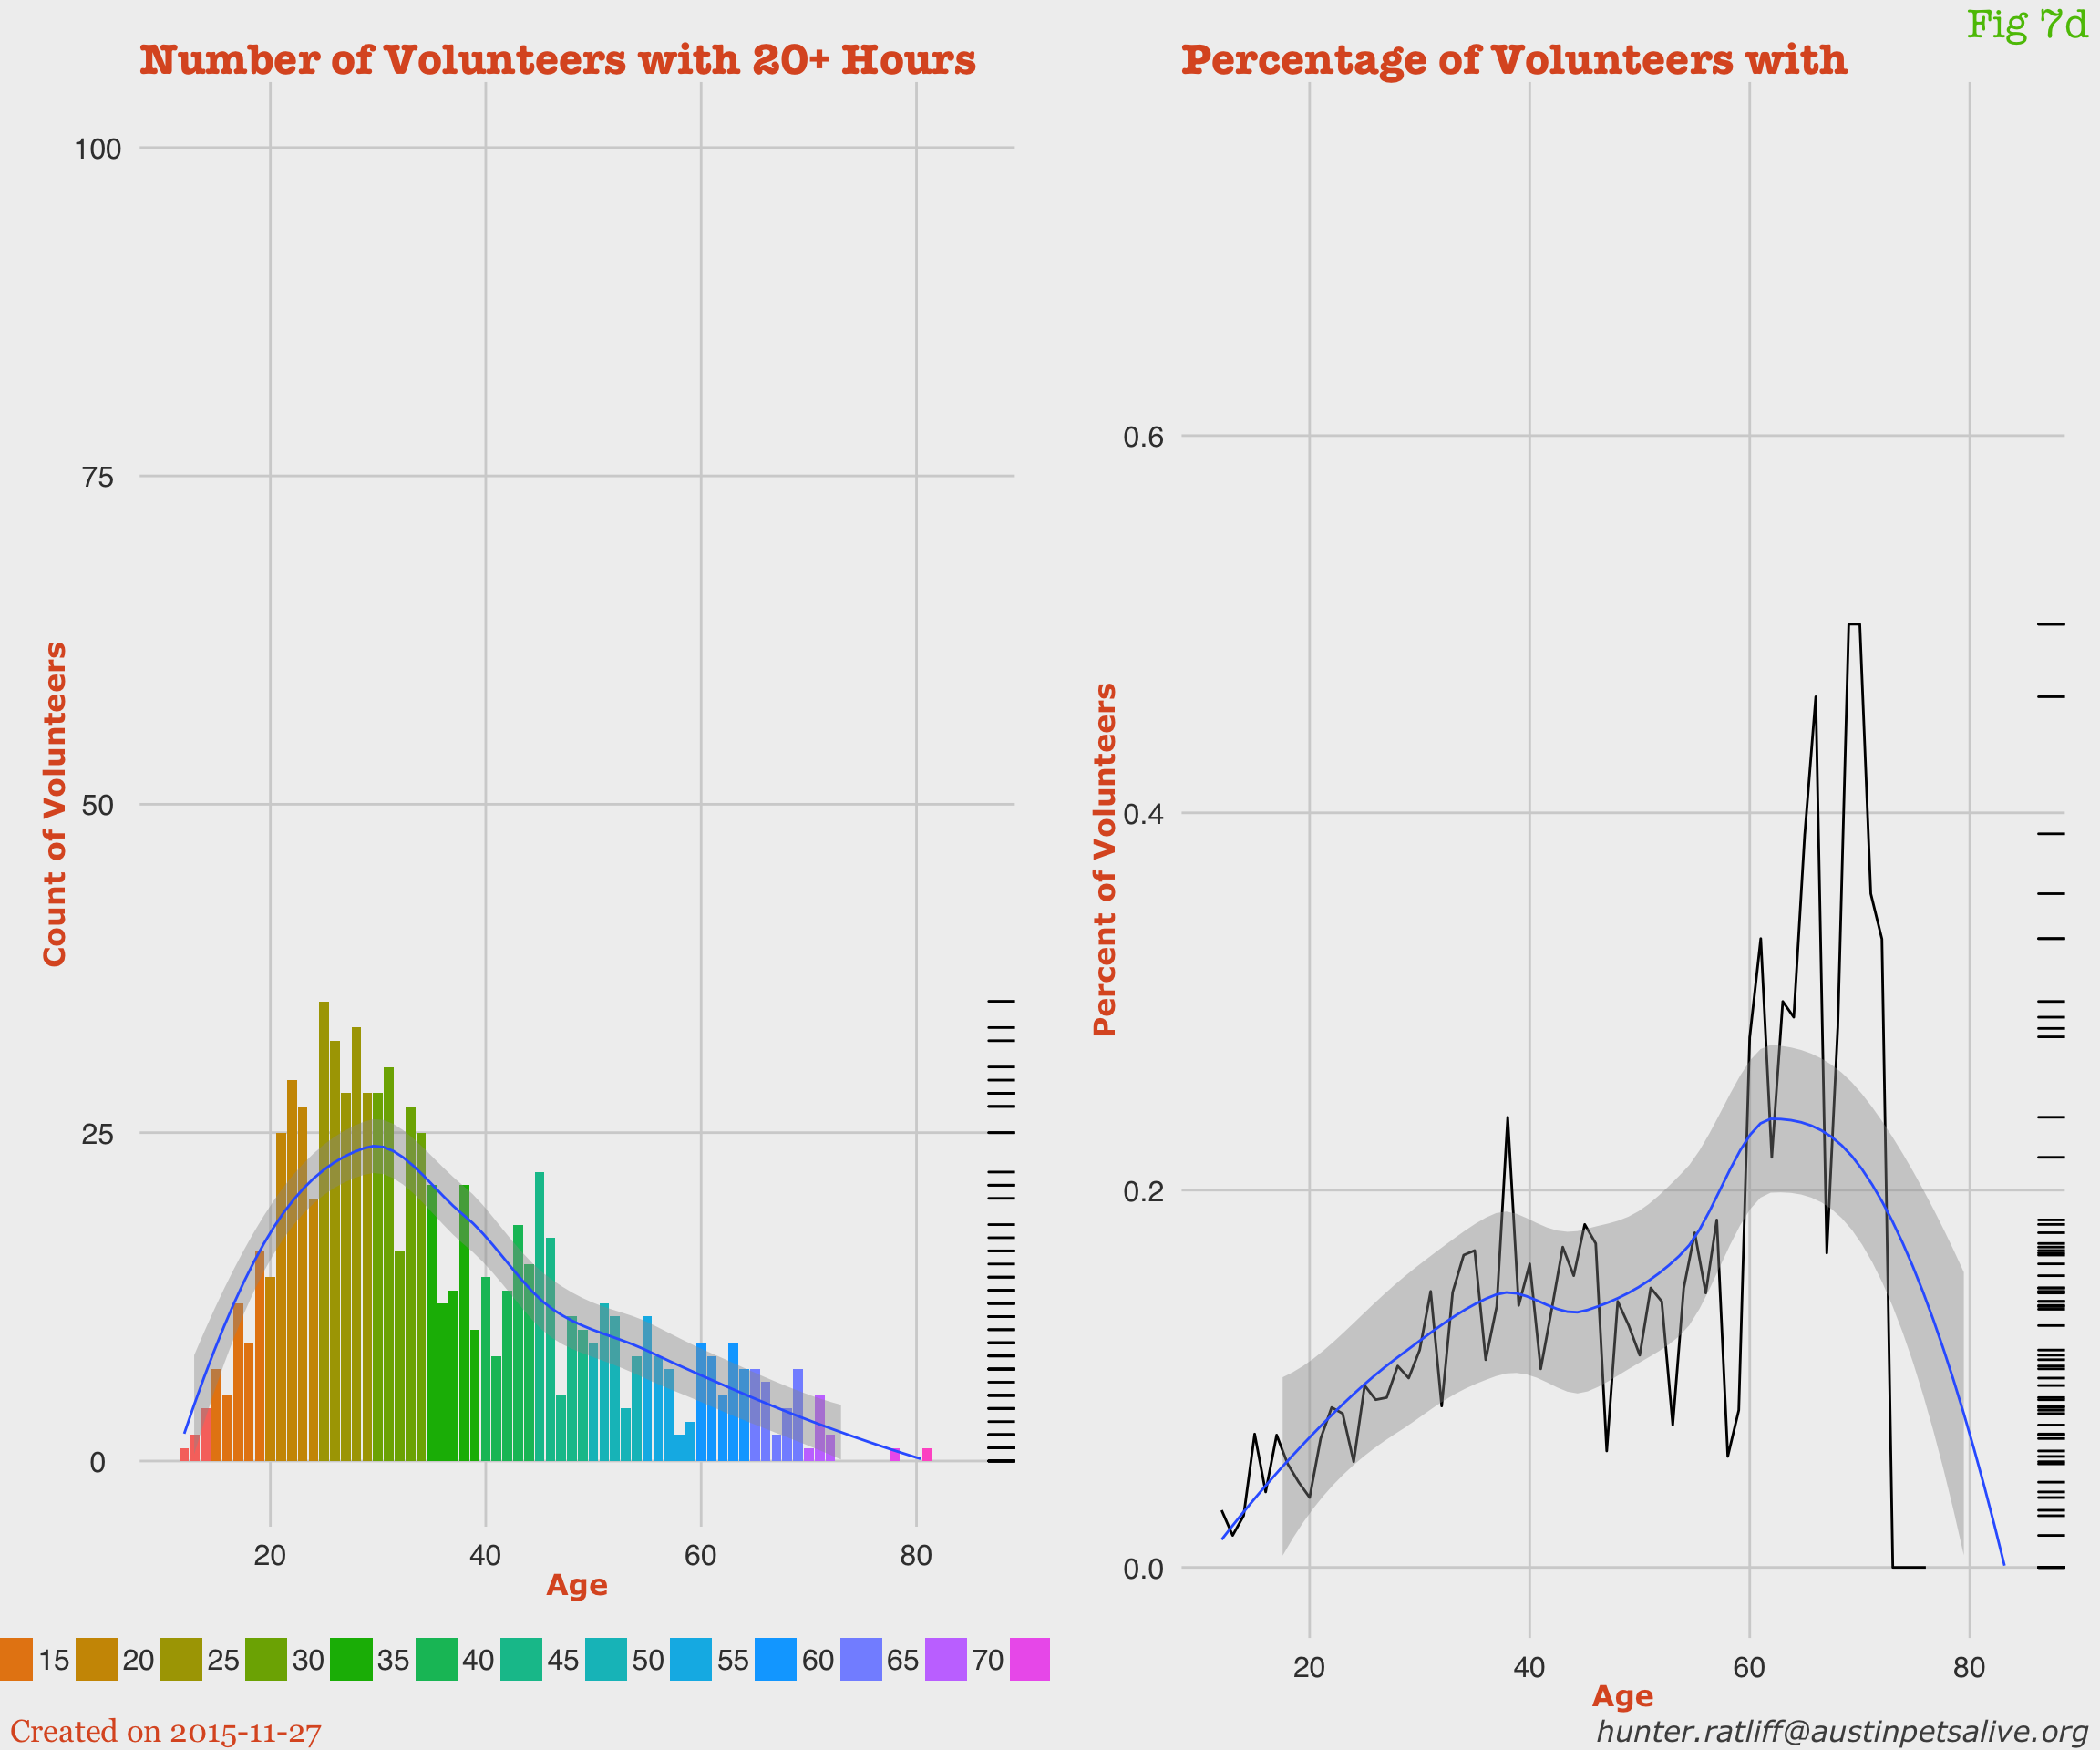 Fig 7d
Number of Volunteers with 20+ Hours
Percentage of Volunteers with
Count of Volunteers
100
75
50
25
0
20 40 60 80
Age
Percent of Volunteers
0.6
0.4
0.2
0.0
20 40 60 80
Age
15 20 25 30 35 40 45 50 55 60 65 70
Created on 2015-11-27
hunter.ratliff@austinpetsalive.org